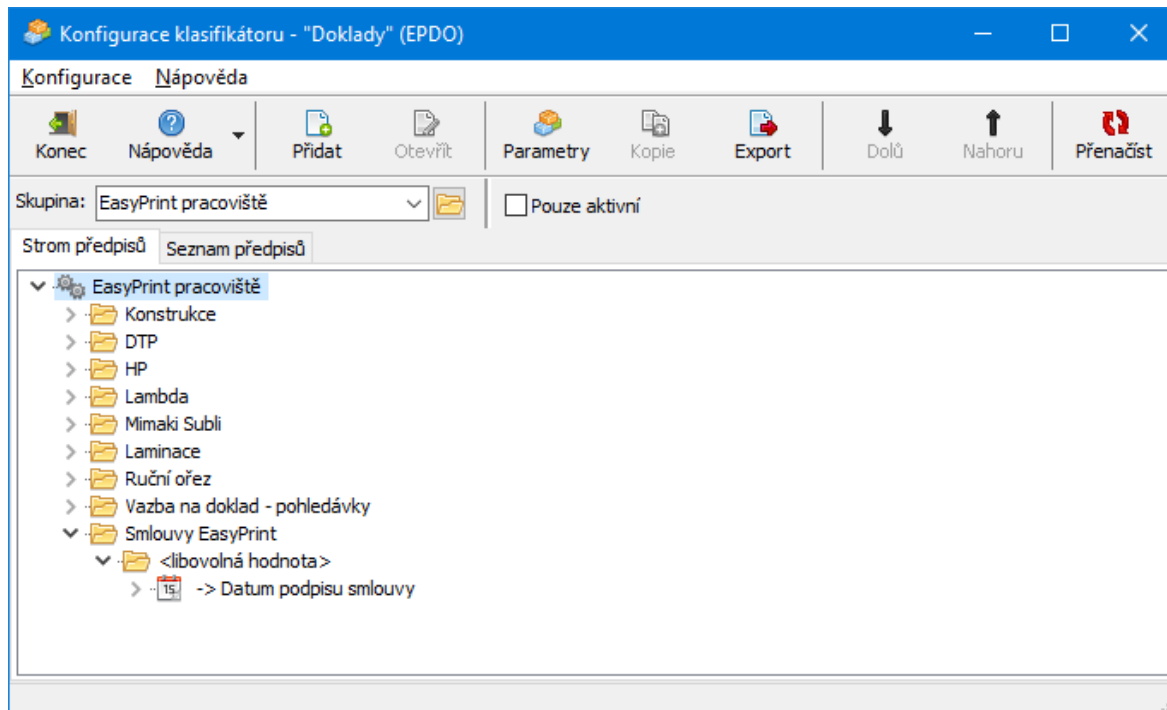 Konfigurace klasifikátoru - "Doklady" (EPDO)
Konfigurace Nápověda
Konec Nápověda Přidat Otevřít Parametry Kopie Export Dolů Nahoru Přenačíst
Skupina: EasyPrint pracoviště Pouze aktivní
Strom předpisů Seznam předpisů
EasyPrint pracoviště
Konstrukce
DTP
HP
Lambda
Mimaki Subli
Laminace
Ruční ořez
Vazba na doklad - pohledávky
Smlouvy EasyPrint
<libovolná hodnota>
15 -> Datum podpisu smlouvy